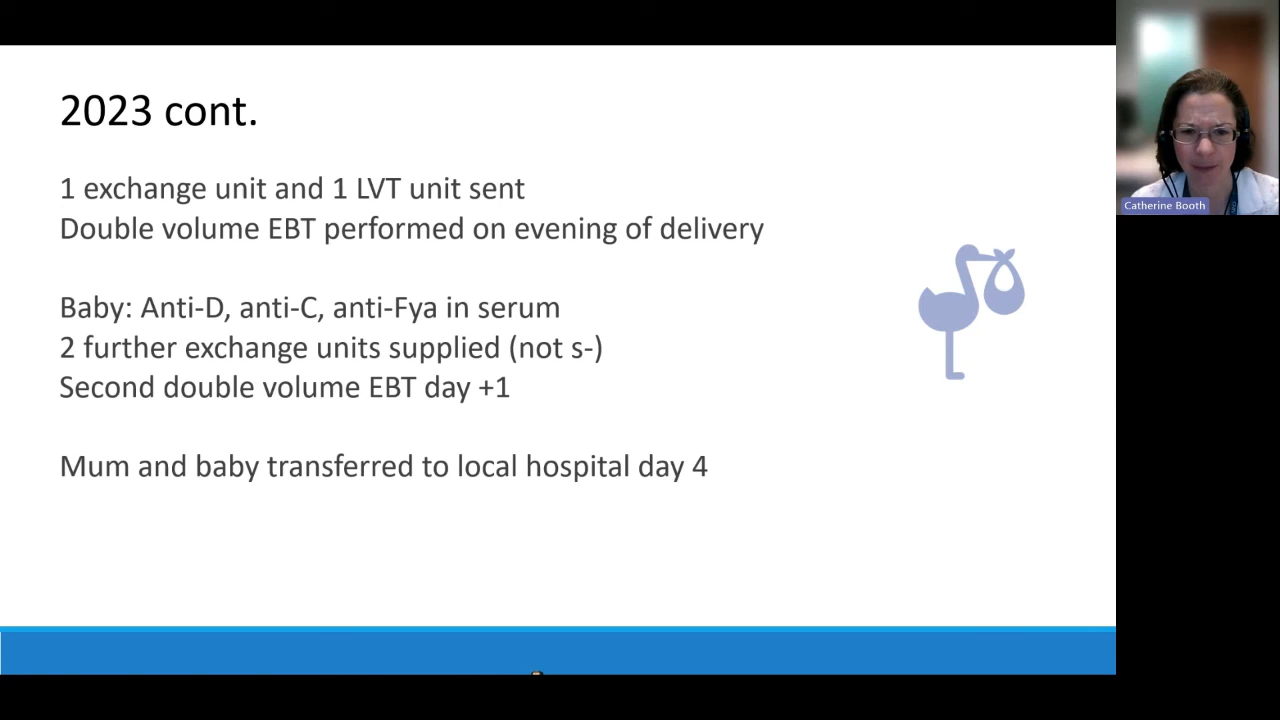 2023 cont.
1 exchange unit and 1 LVT unit sent
Double volume EBT performed on evening of delivery
Baby: Anti-D, anti-C, anti-Fya in serum
2 further exchange units supplied (not s-)
Second double volume EBT day +1
Mum and baby transferred to local hospital day 4
Catherine Booth